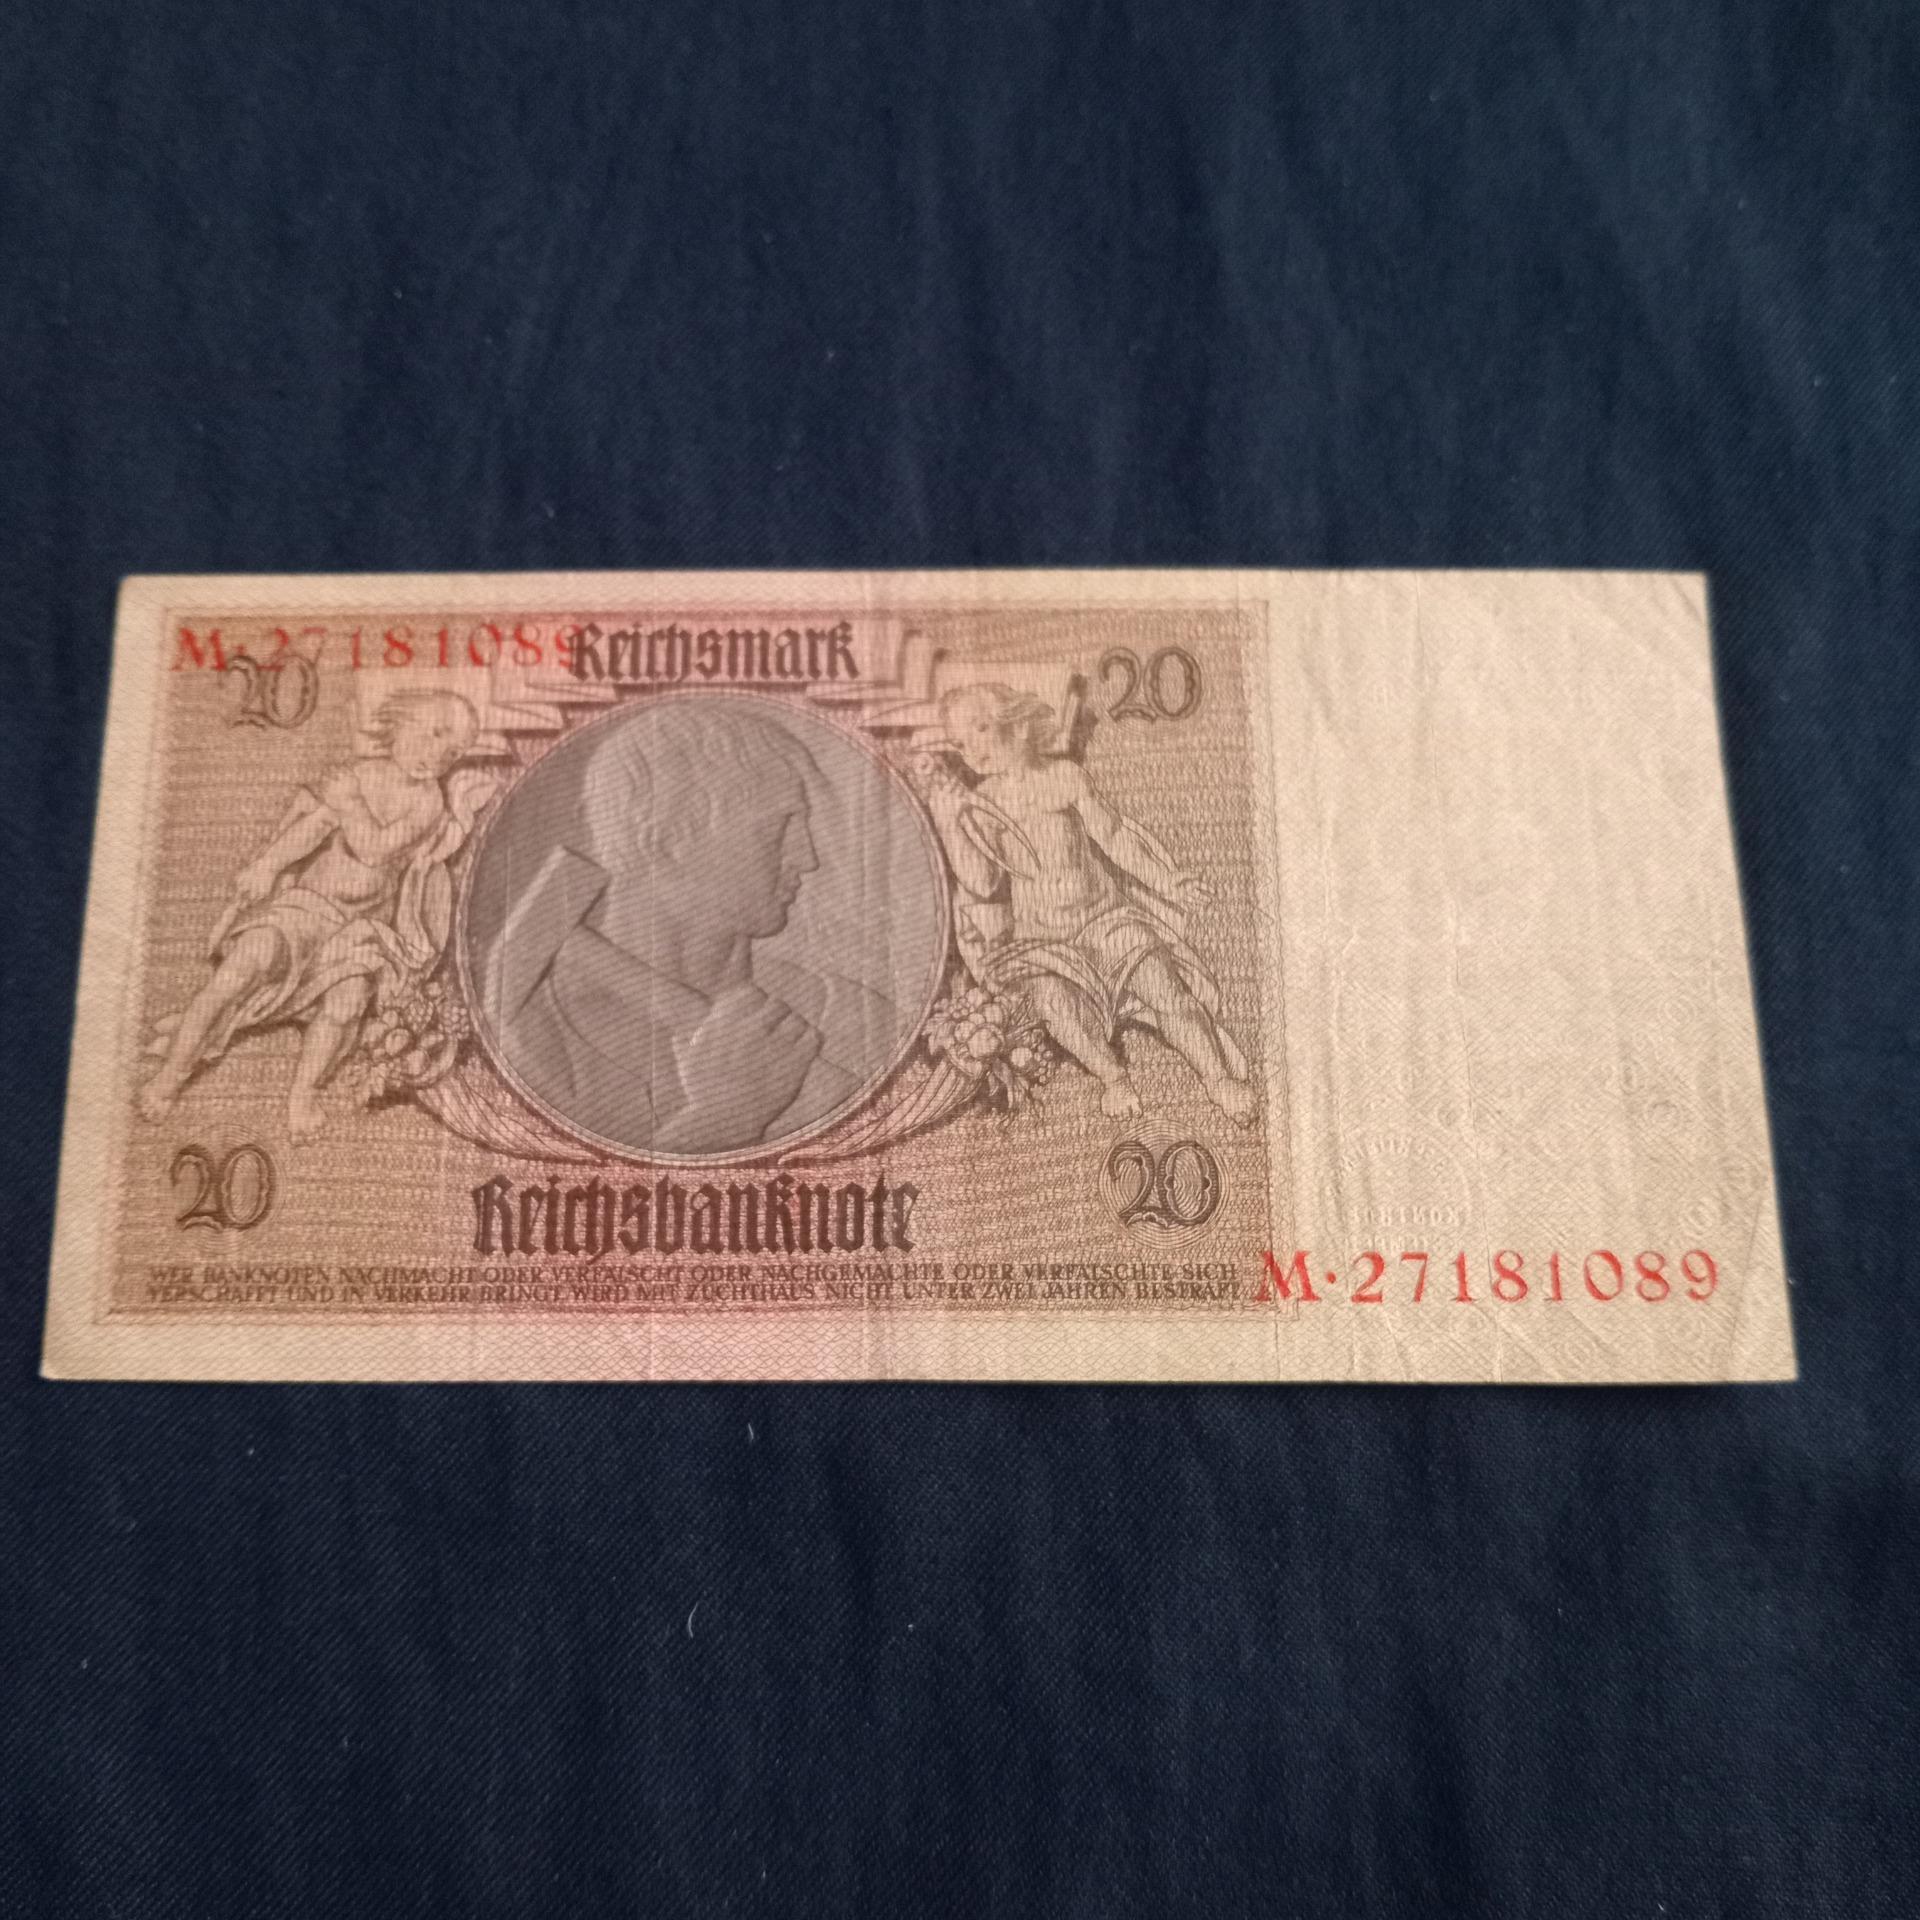 M·27181089 Reichsmark
20 20
20 20
Reichsbanknote
WER BANKNOTEN NACHMACHT ODER VERFÄLSCHT ODER NACHGEMACHTE ODER VERFÄLSCHTE SICH
VERSCHAFFT UND IN VERKEHR BRINGT, WIRD MIT ZUCHTHAUS NICHT UNTER ZWEI JAHREN BESTRAFT
M·27181089